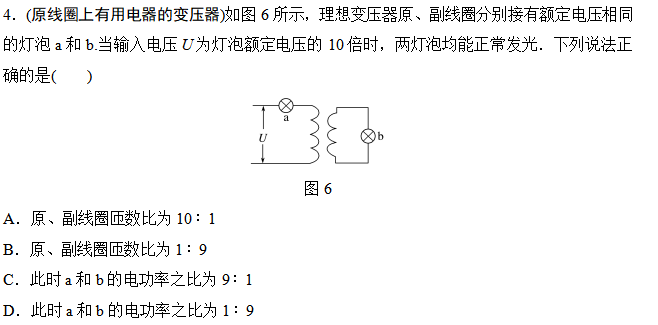 4．(原线圈上有用电器的变压器)如图 6 所示，理想变压器原、副线圈分别接有额定电压相同
的灯泡 a 和 b.当输入电压 U 为灯泡额定电压的 10 倍时，两灯泡均能正常发光．下列说法正
确的是( )
a
U
b
图 6
A．原、副线圈匝数比为 10∶1
B．原、副线圈匝数比为 1∶9
C．此时 a 和 b 的电功率之比为 9∶1
D．此时 a 和 b 的电功率之比为 1∶9